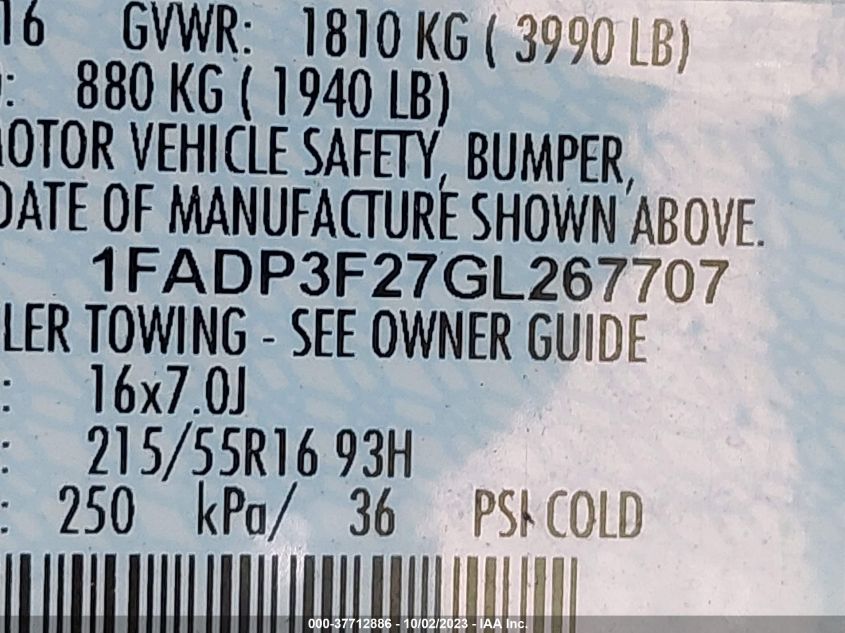 16 GVWR: 1810 KG ( 3990 LB)
: 880 KG ( 1940 LB)
MOTOR VEHICLE SAFETY, BUMPER,
DATE OF MANUFACTURE SHOWN ABOVE.
1FADP3F27GL267707
LER TOWING - SEE OWNER GUIDE
: 16x7.0J
: 215/55R16 93H
: 250 kPa/ 36 PSI COLD
000-37712886 - 10/02/2023 - IAA Inc.